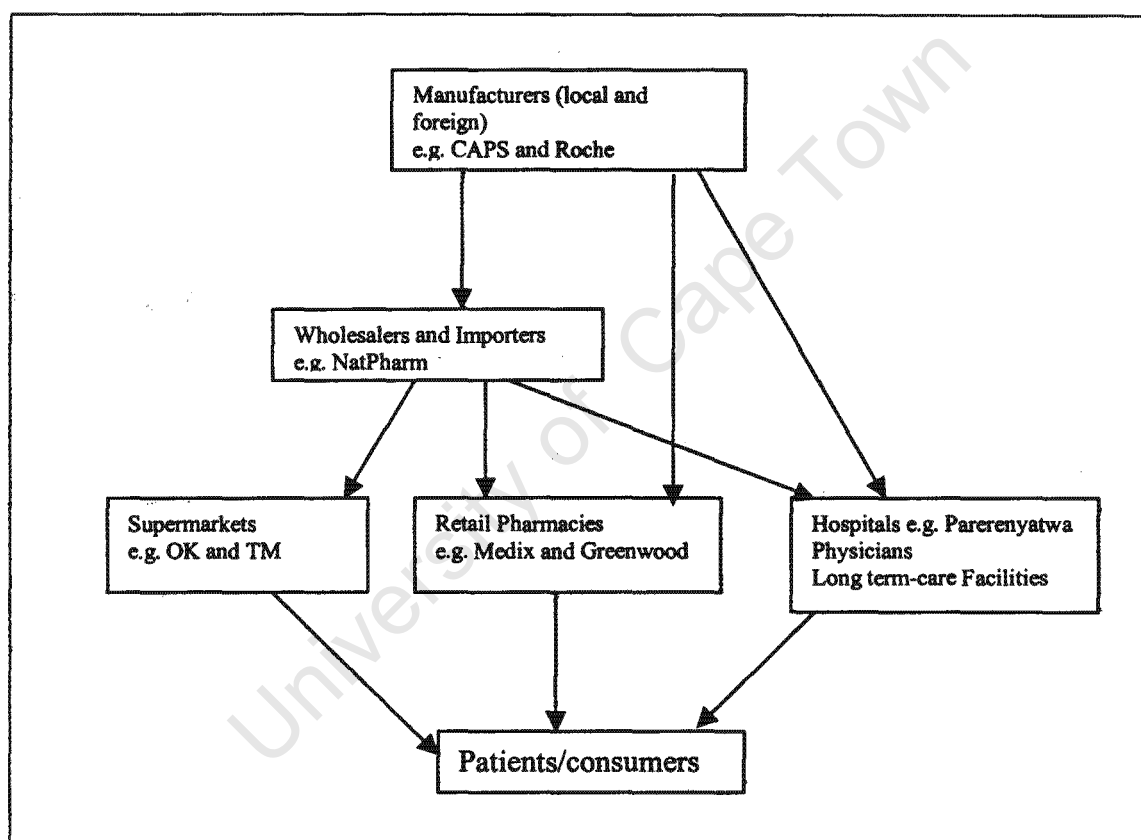 Manufacturers (local and
foreign)
e.g. CAPS and Roche
Wholesalers and Importers
e.g. NatPharm
Supermarkets
e.g. OK and TM
Retail Pharmacies
e.g. Medix and Greenwood
Hospitals e.g. Parerenyatwa
Physicians
Long term-care Facilities
Patients/consumers
University of Cape Town